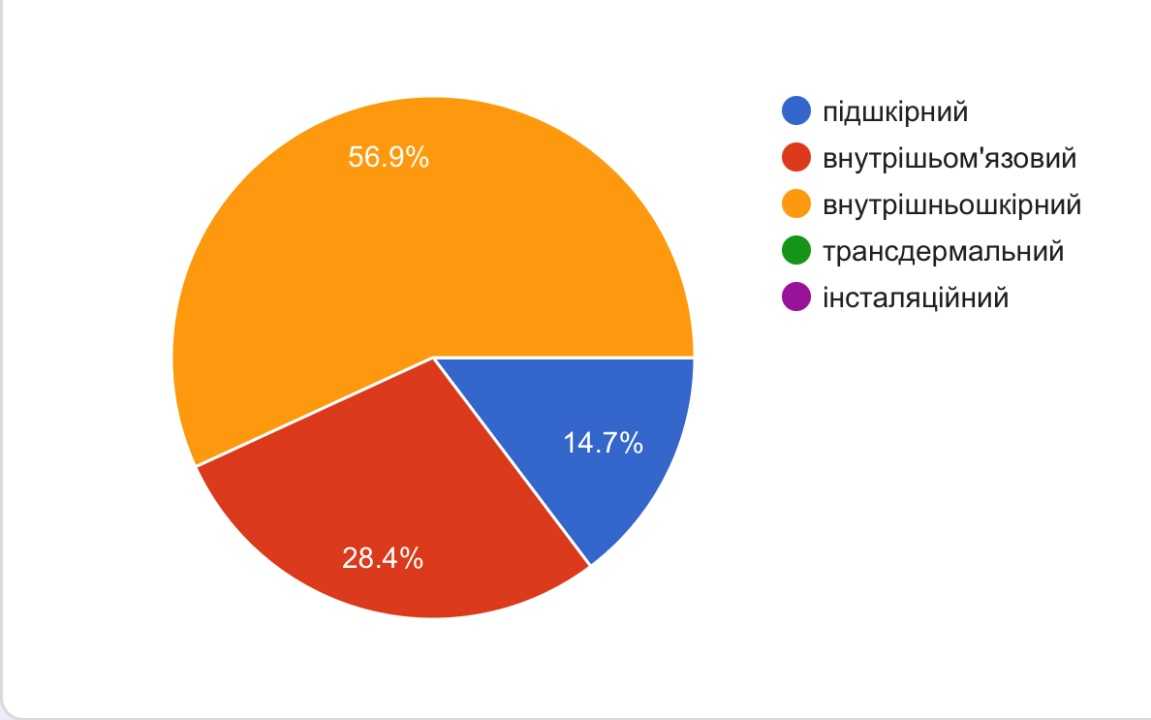 56.9%
14.7%
28.4%
підшкірний
внутрішьом'язовий
внутрішньошкірний
трансдермальний
інсталяційний